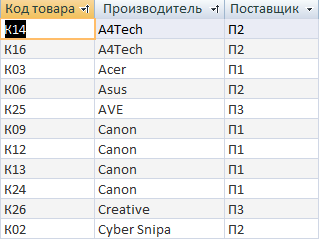 Код товара Производитель Поставщик
К14 A4Tech П2
К16 A4Tech П2
К03 Acer П1
К06 Asus П2
К25 AVE П3
К09 Canon П1
К12 Canon П1
К13 Canon П1
К24 Canon П1
К26 Creative П3
К02 Cyber Snipa П2